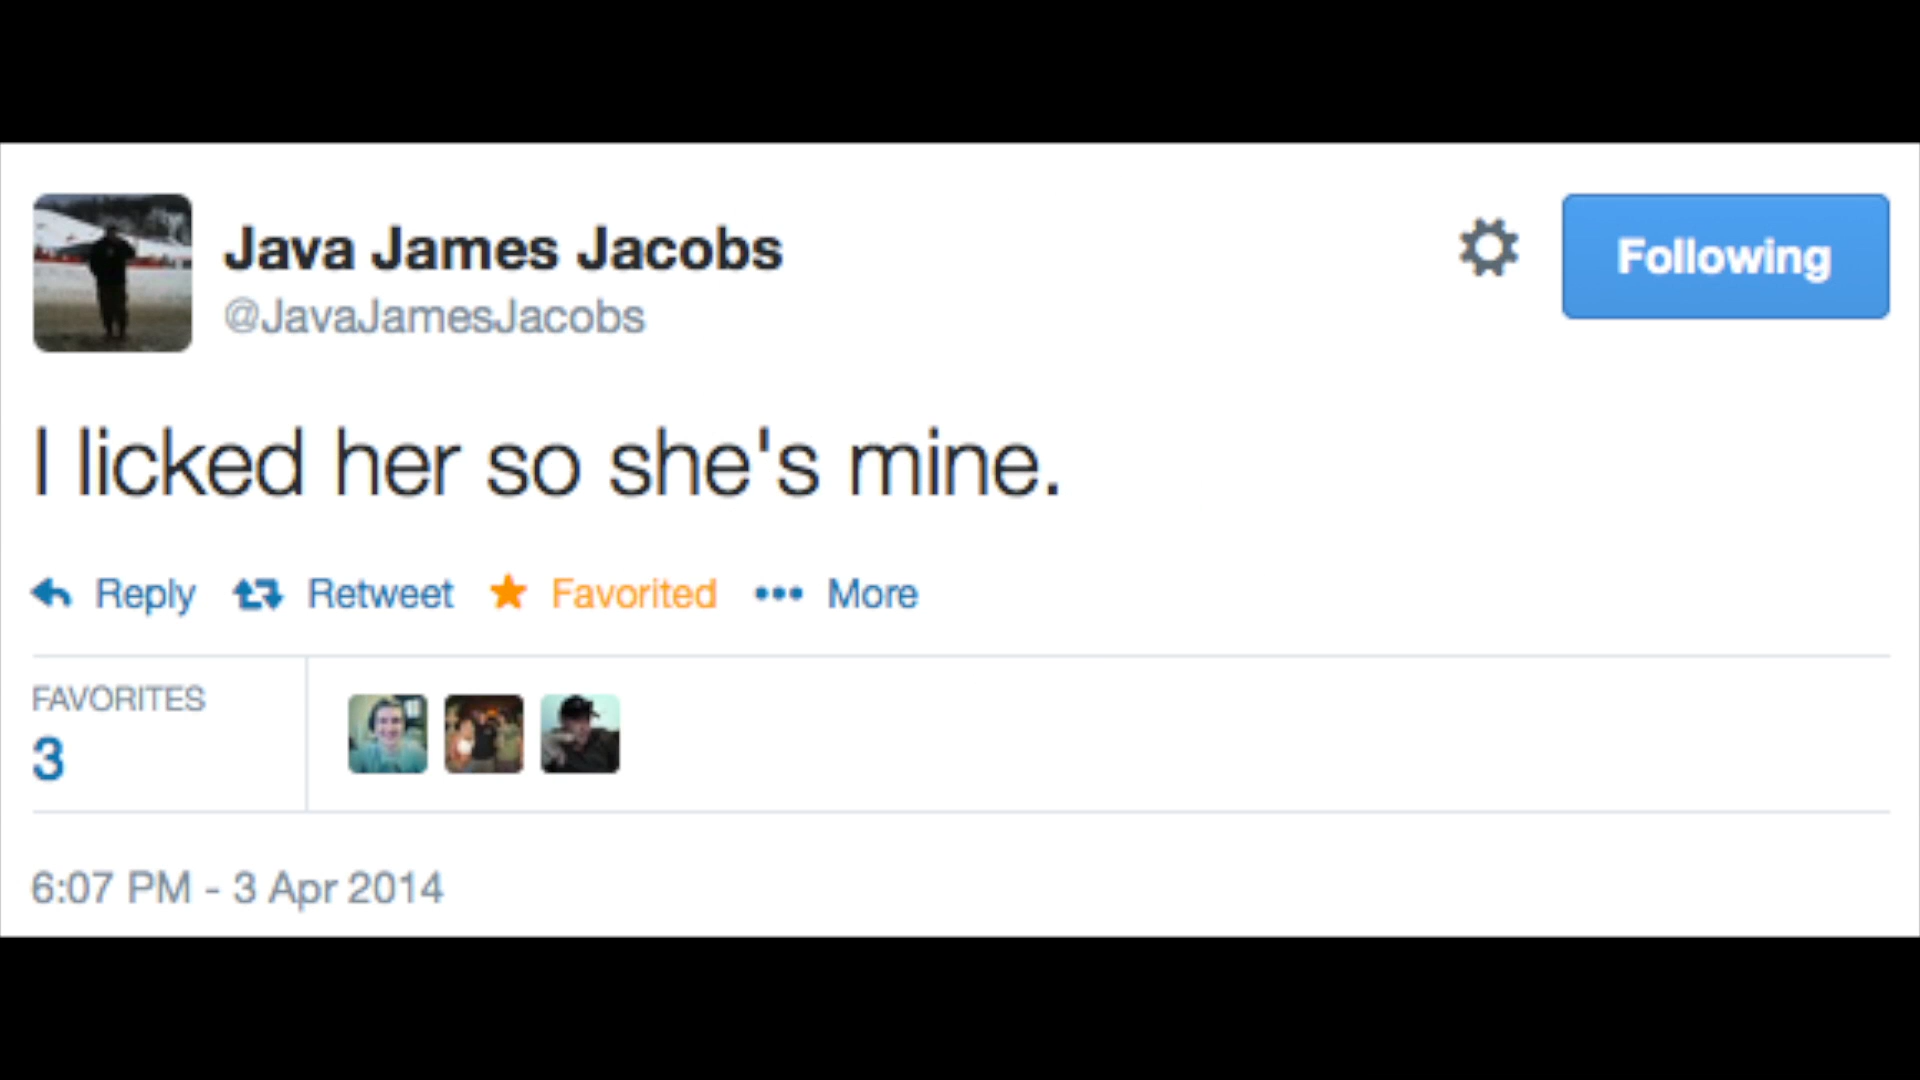 Java James Jacobs
Following
@JavaJamesJacobs
I licked her so she's mine.
Reply Retweet Favorited More
FAVORITES
3
6:07 PM - 3 Apr 2014